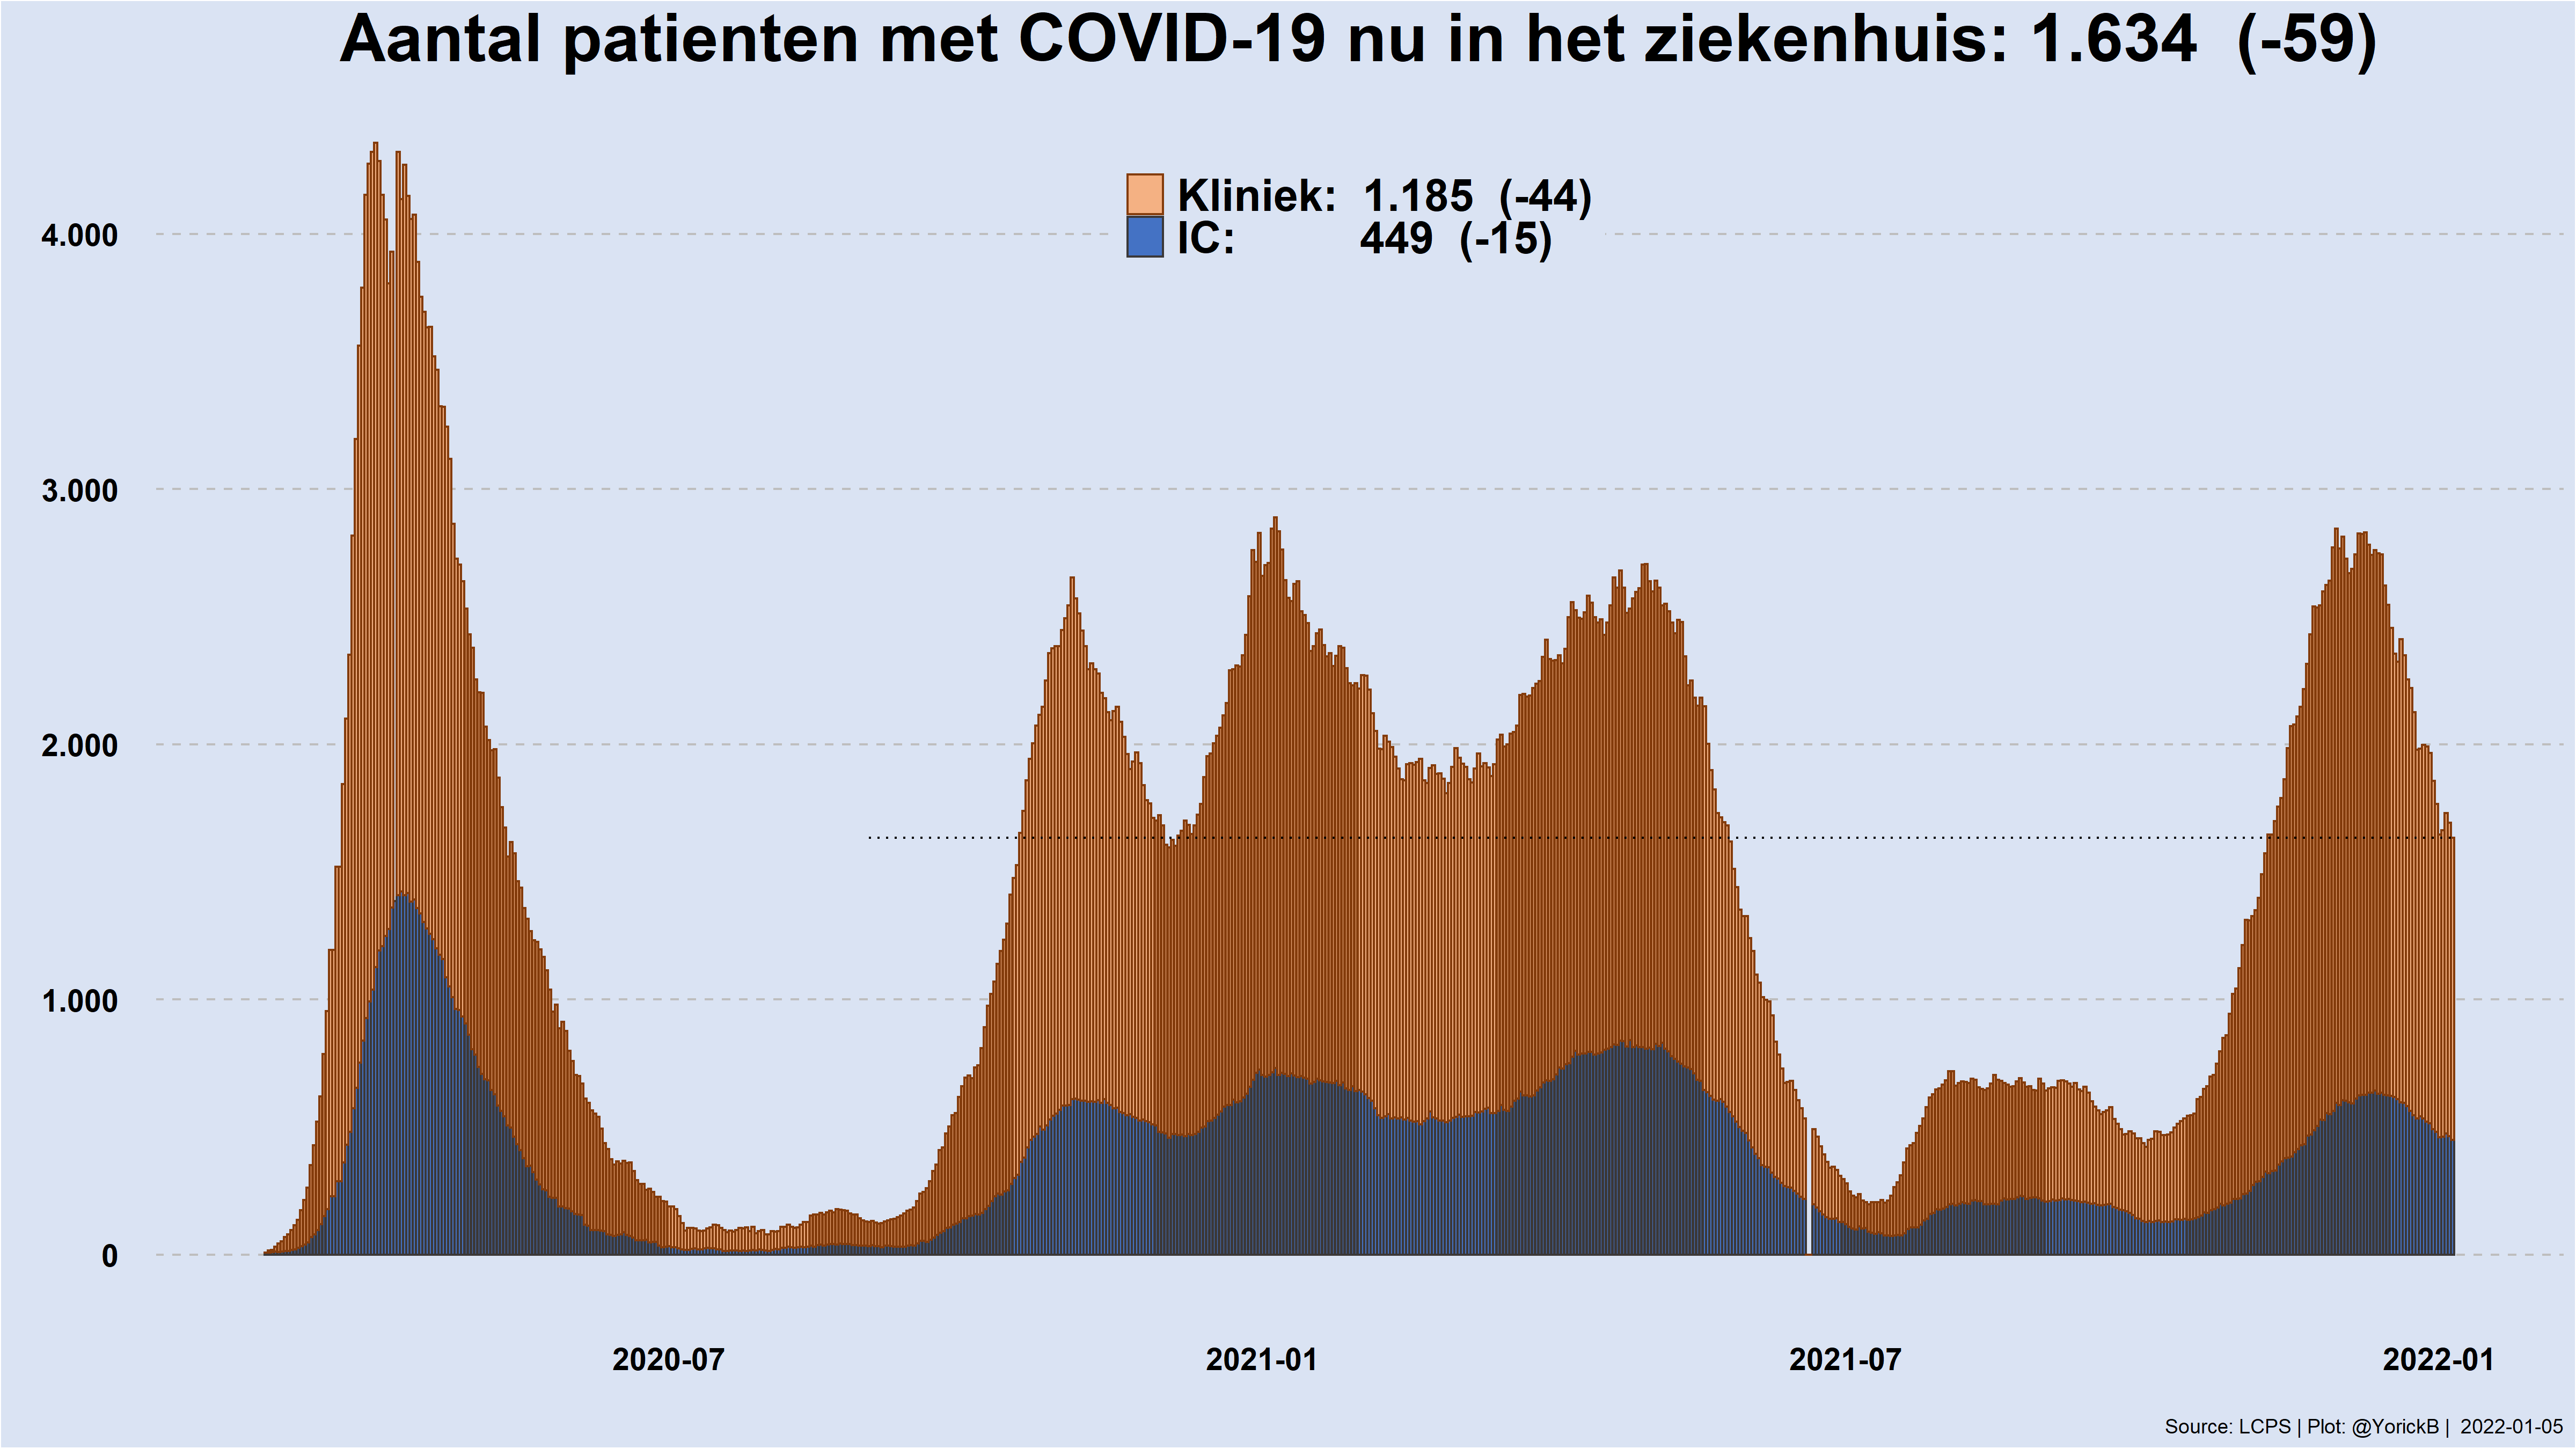 Aantal patienten met COVID-19 nu in het ziekenhuis: 1.634 (-59)
Kliniek: 1.185 (-44)
IC: 449 (-15)
4.000
3.000
2.000
1.000
0
2020-07
2021-01
2021-07
2022-01
Source: LCPS | Plot: @YorickB | 2022-01-05